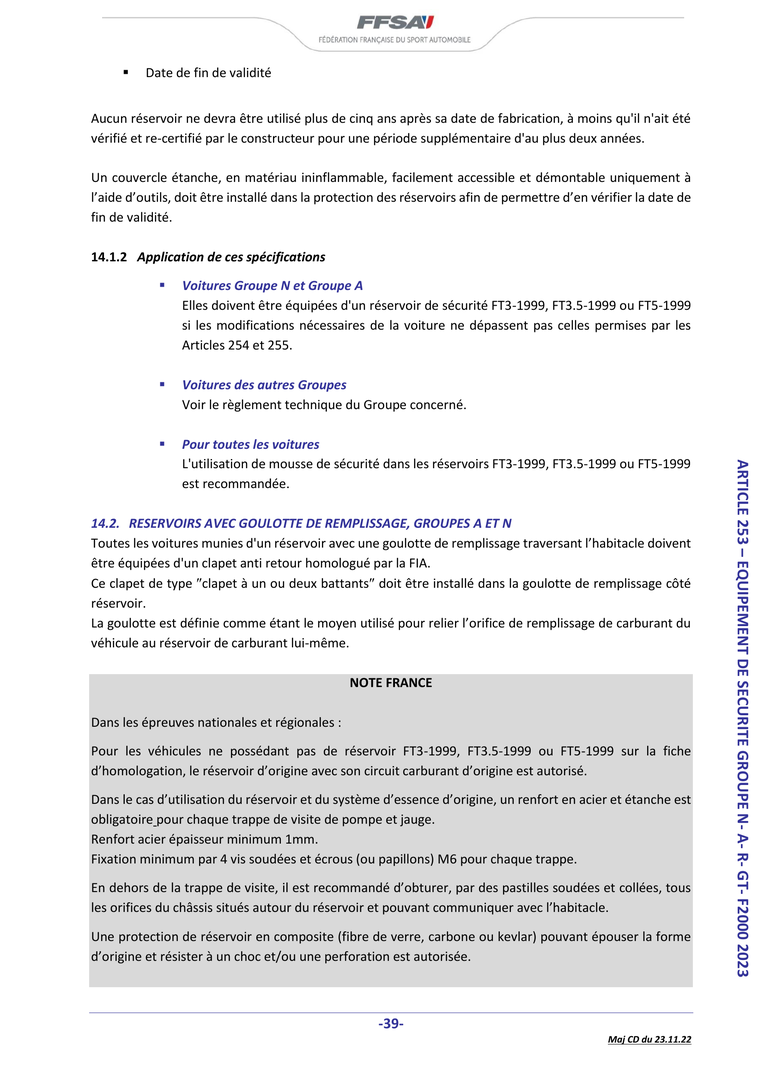 FFSA
FÉDÉRATION FRANÇAISE DU SPORT AUTOMOBILE
▪ Date de fin de validité
Aucun réservoir ne devra être utilisé plus de cinq ans après sa date de fabrication, à moins qu'il n'ait été
vérifié et re-certifié par le constructeur pour une période supplémentaire d'au plus deux années.
Un couvercle étanche, en matériau ininflammable, facilement accessible et démontable uniquement à
l’aide d’outils, doit être installé dans la protection des réservoirs afin de permettre d’en vérifier la date de
fin de validité.
14.1.2 Application de ces spécifications
▪ Voitures Groupe N et Groupe A
Elles doivent être équipées d'un réservoir de sécurité FT3-1999, FT3.5-1999 ou FT5-1999
si les modifications nécessaires de la voiture ne dépassent pas celles permises par les
Articles 254 et 255.
▪ Voitures des autres Groupes
Voir le règlement technique du Groupe concerné.
▪ Pour toutes les voitures
L'utilisation de mousse de sécurité dans les réservoirs FT3-1999, FT3.5-1999 ou FT5-1999
est recommandée.
14.2. RESERVOIRS AVEC GOULOTTE DE REMPLISSAGE, GROUPES A ET N
Toutes les voitures munies d'un réservoir avec une goulotte de remplissage traversant l’habitacle doivent
être équipées d'un clapet anti retour homologué par la FIA.
Ce clapet de type ”clapet à un ou deux battants” doit être installé dans la goulotte de remplissage côté
réservoir.
La goulotte est définie comme étant le moyen utilisé pour relier l’orifice de remplissage de carburant du
véhicule au réservoir de carburant lui-même.
NOTE FRANCE
Dans les épreuves nationales et régionales :
Pour les véhicules ne possédant pas de réservoir FT3-1999, FT3.5-1999 ou FT5-1999 sur la fiche
d’homologation, le réservoir d’origine avec son circuit carburant d’origine est autorisé.
Dans le cas d’utilisation du réservoir et du système d’essence d’origine, un renfort en acier et étanche est
obligatoire pour chaque trappe de visite de pompe et jauge.
Renfort acier épaisseur minimum 1mm.
Fixation minimum par 4 vis soudées et écrous (ou papillons) M6 pour chaque trappe.
En dehors de la trappe de visite, il est recommandé d’obturer, par des pastilles soudées et collées, tous
les orifices du châssis situés autour du réservoir et pouvant communiquer avec l’habitacle.
Une protection de réservoir en composite (fibre de verre, carbone ou kevlar) pouvant épouser la forme
d’origine et résister à un choc et/ou une perforation est autorisée.
ARTICLE 253 – EQUIPEMENT DE SECURITE GROUPE N- A- R- GT- F2000 2023
-39-
Maj CD du 23.11.22